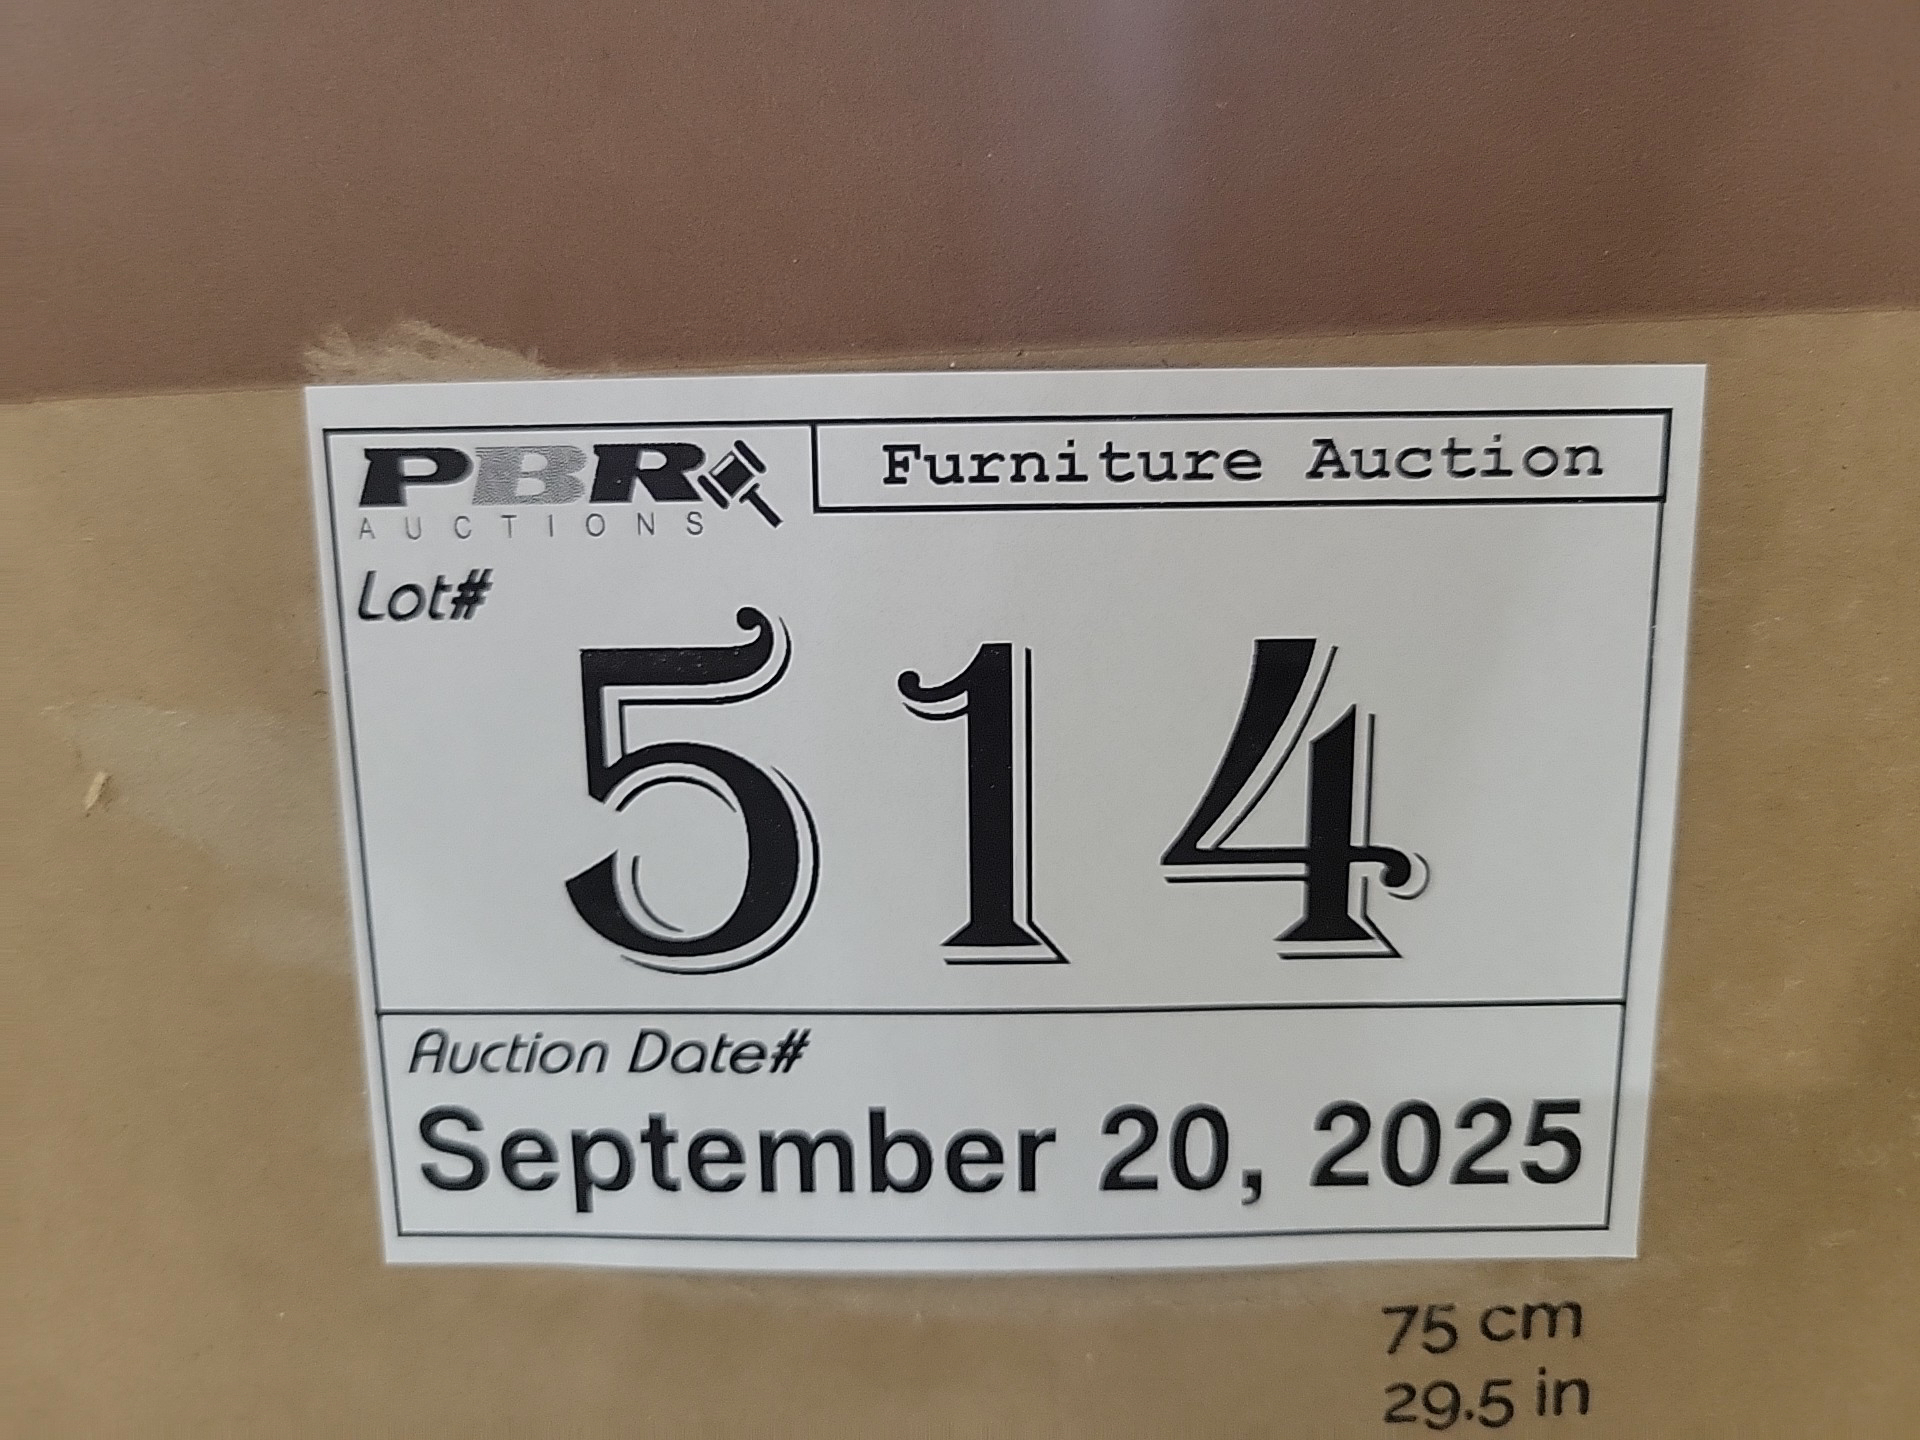 PBR
AUCTIONS
Furniture Auction
Lot#
514
Auction Date#
September 20, 2025
75 cm
29.5 in